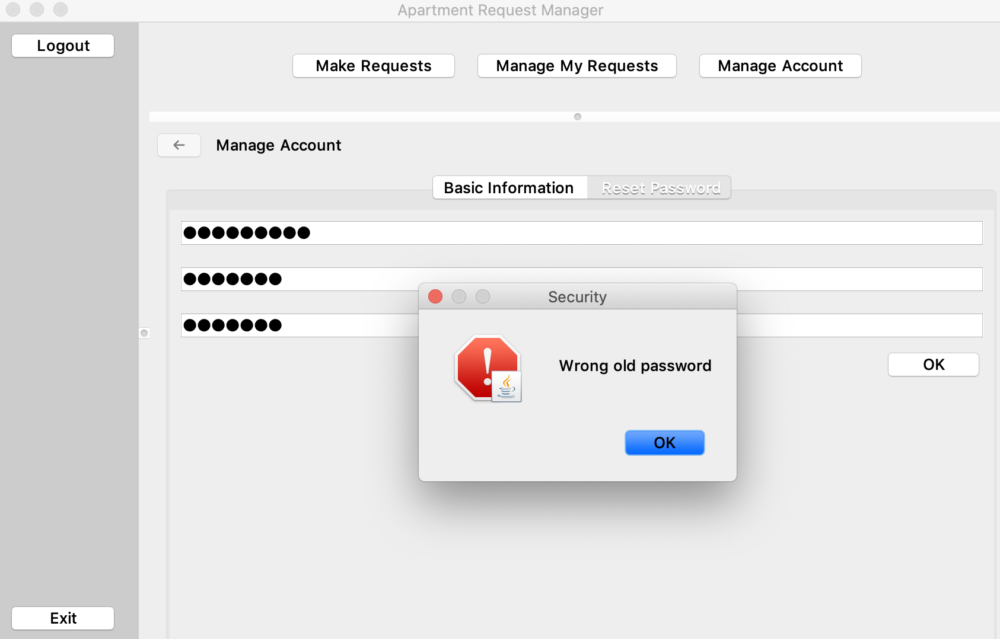 Apartment Request Manager
Logout
Make Requests
Manage My Requests
Manage Account
←
Manage Account
Basic Information
Reset Password
●●●●●●●●●
●●●●●●●
●●●●●●●
Security
Wrong old password
OK
OK
Exit